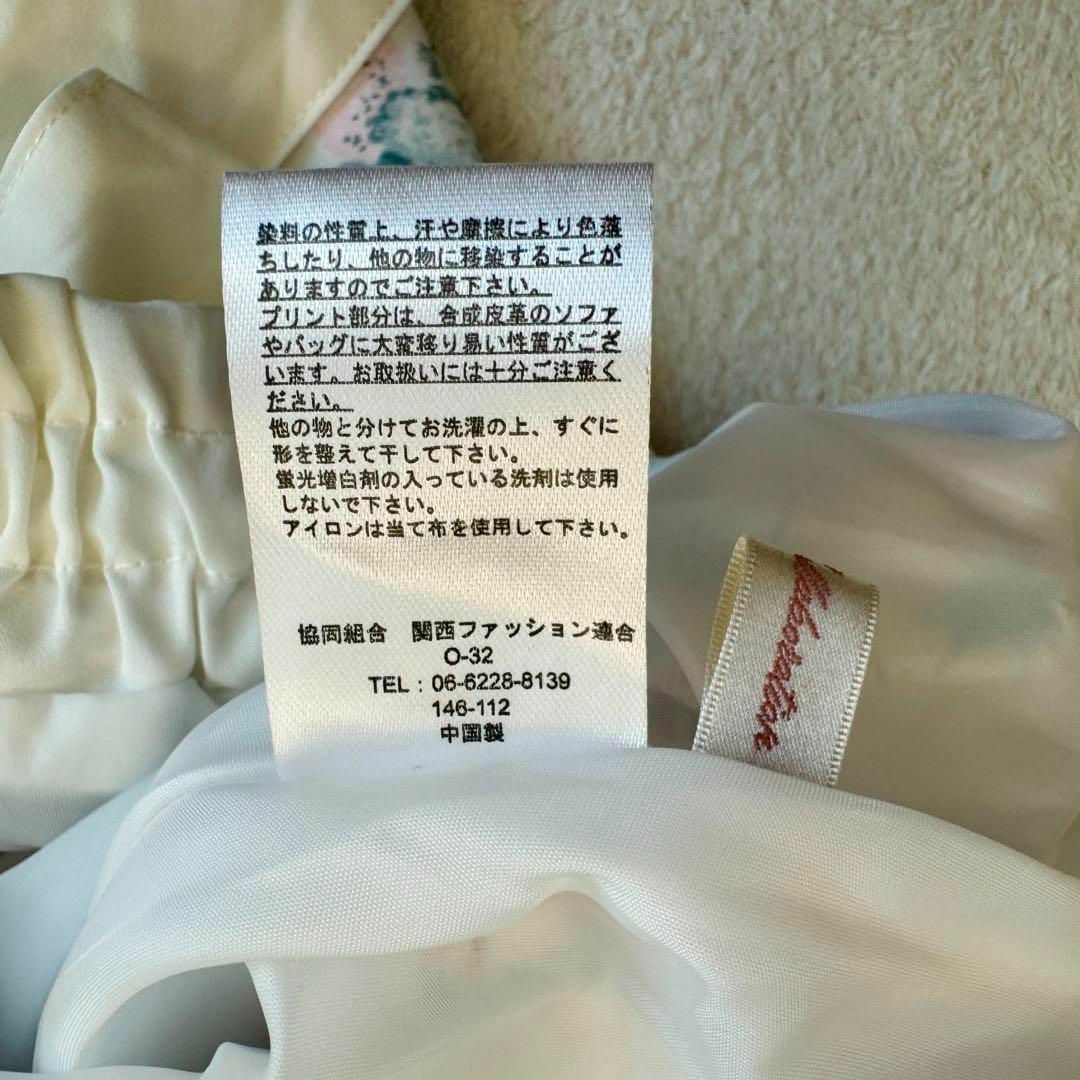 染料の性質上、汗や摩擦により色落
ちしたり、他の物に移染することが
ありますのでご注意下さい。
プリント部分は、合成皮革のソファ
やバッグに大変移り易い性質がござ
います。お取扱いには十分ご注意く
ださい。
他の物と分けてお洗濯の上、すぐに
形を整えて干して下さい。
蛍光増白剤の入っている洗剤は使用
しないで下さい。
アイロンは当て布を使用して下さい。
協同組合　関西ファッション連合
O-32
TEL：06-6228-8139
146-112
中国製